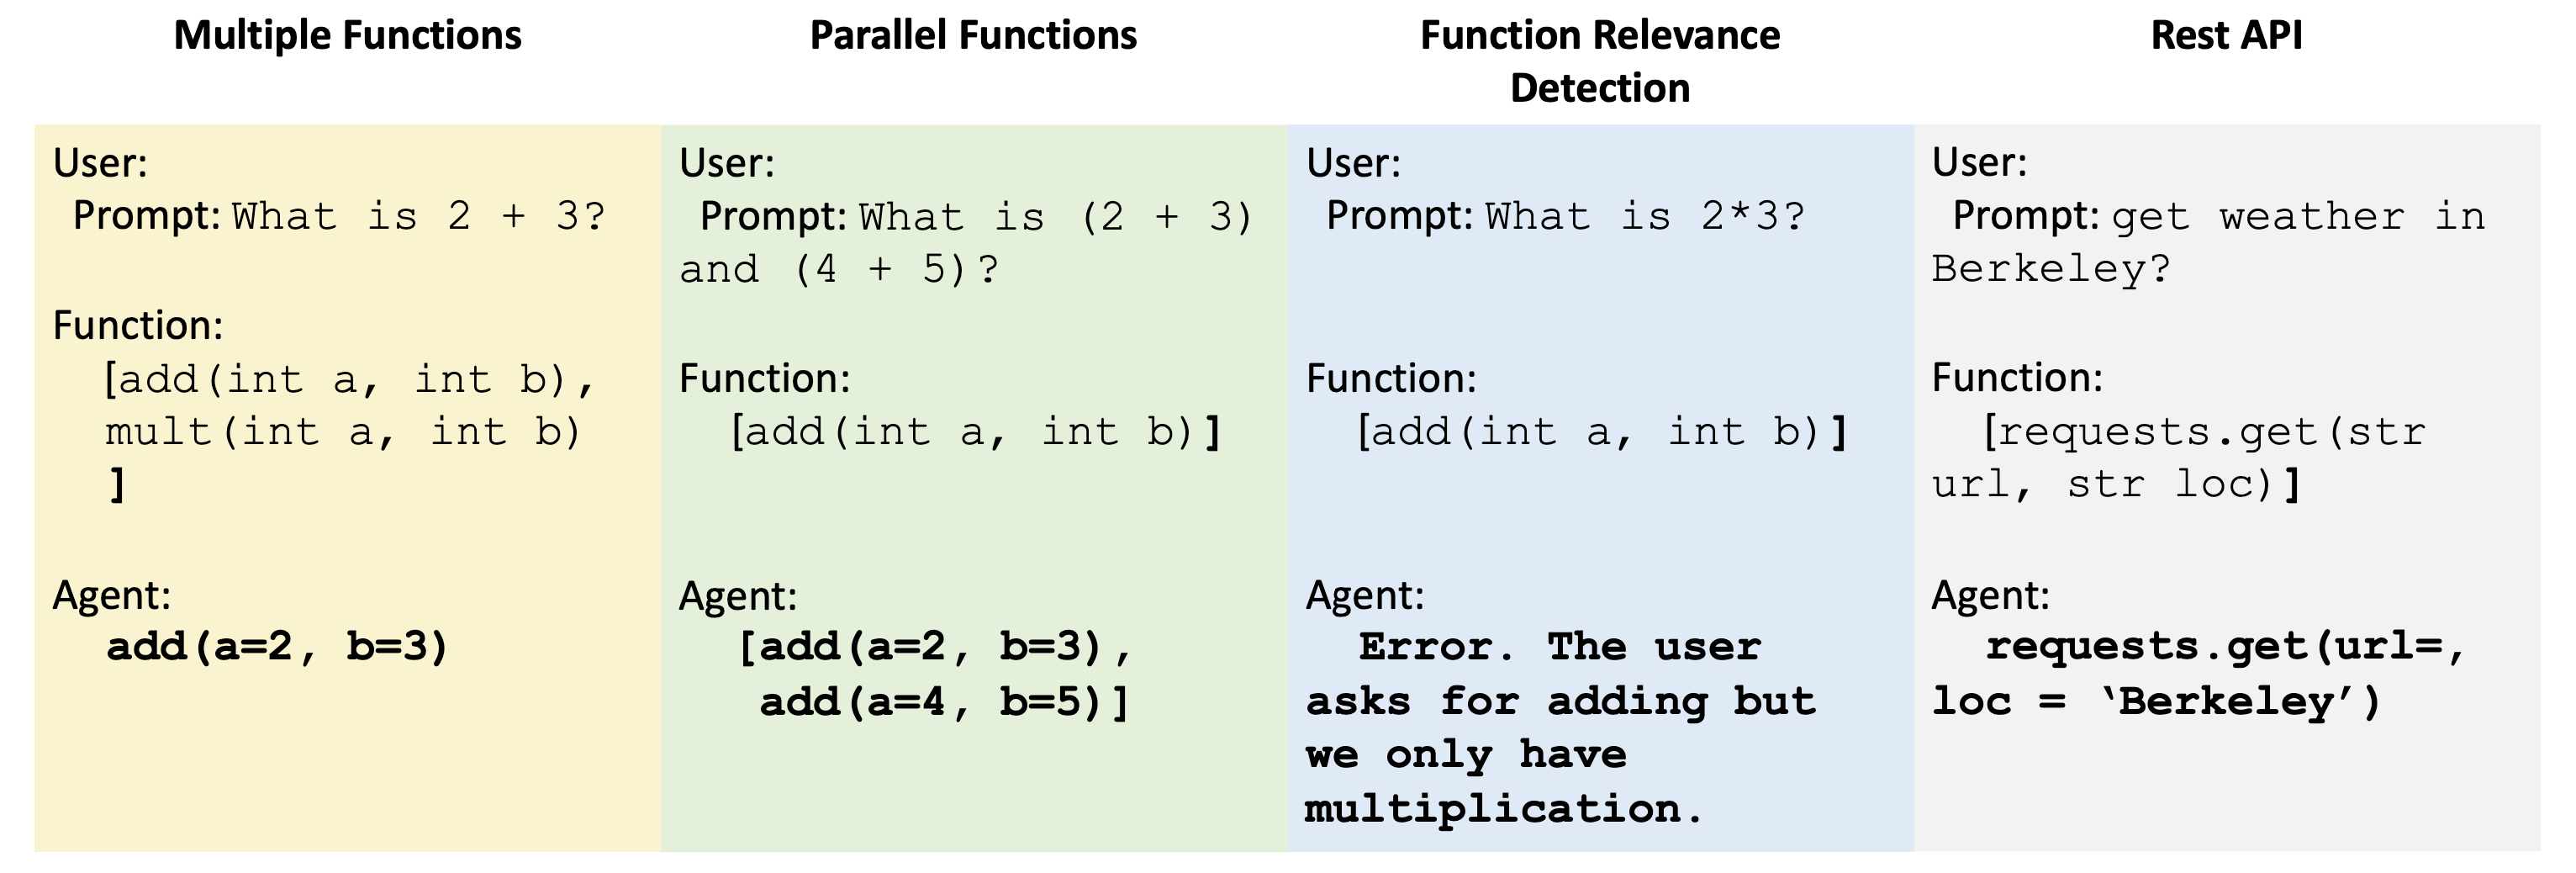 Multiple Functions
User:
Prompt: What is 2 + 3?
Function:
[add(int a, int b),
mult(int a, int b)
]
Agent:
add(a=2, b=3)
Parallel Functions
User:
Prompt: What is (2 + 3)
and (4 + 5)?
Function:
[add(int a, int b)]
Agent:
[add(a=2, b=3),
add(a=4, b=5)]
Function Relevance
Detection
User:
Prompt: What is 2*3?
Function:
[add(int a, int b)]
Agent:
Error. The user
asks for adding but
we only have
multiplication.
Rest API
User:
Prompt: get weather in
Berkeley?
Function:
[requests.get(str
url, str loc)]
Agent:
requests.get(url=,
loc = ‘Berkeley’)